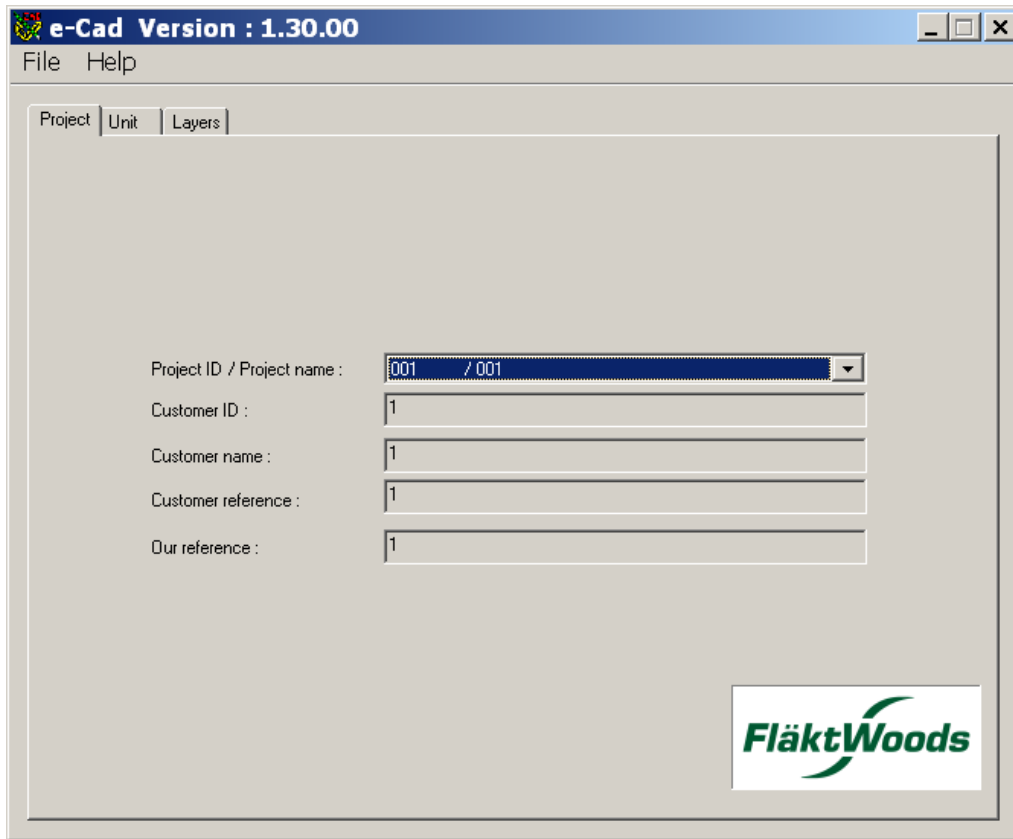 e-Cad Version : 1.30.00
File Help
Project Unit Layers
Project ID / Project name : 001 / 001
Customer ID : 1
Customer name : 1
Customer reference : 1
Our reference : 1
FläktWoods